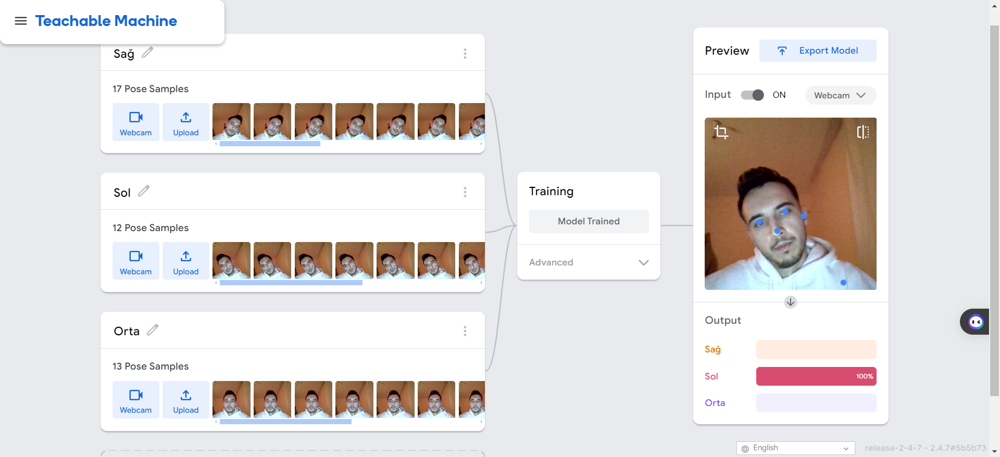 Teachable Machine
Sağ
17 Pose Samples
Webcam
Upload
Sol
12 Pose Samples
Webcam
Upload
Orta
13 Pose Samples
Webcam
Upload
Training
Model Trained
Advanced
Preview
Export Model
Input
ON
Webcam
Output
Sağ
Sol
100%
Orta
English
release-2-4-7 - 2.4.7#5b5b73